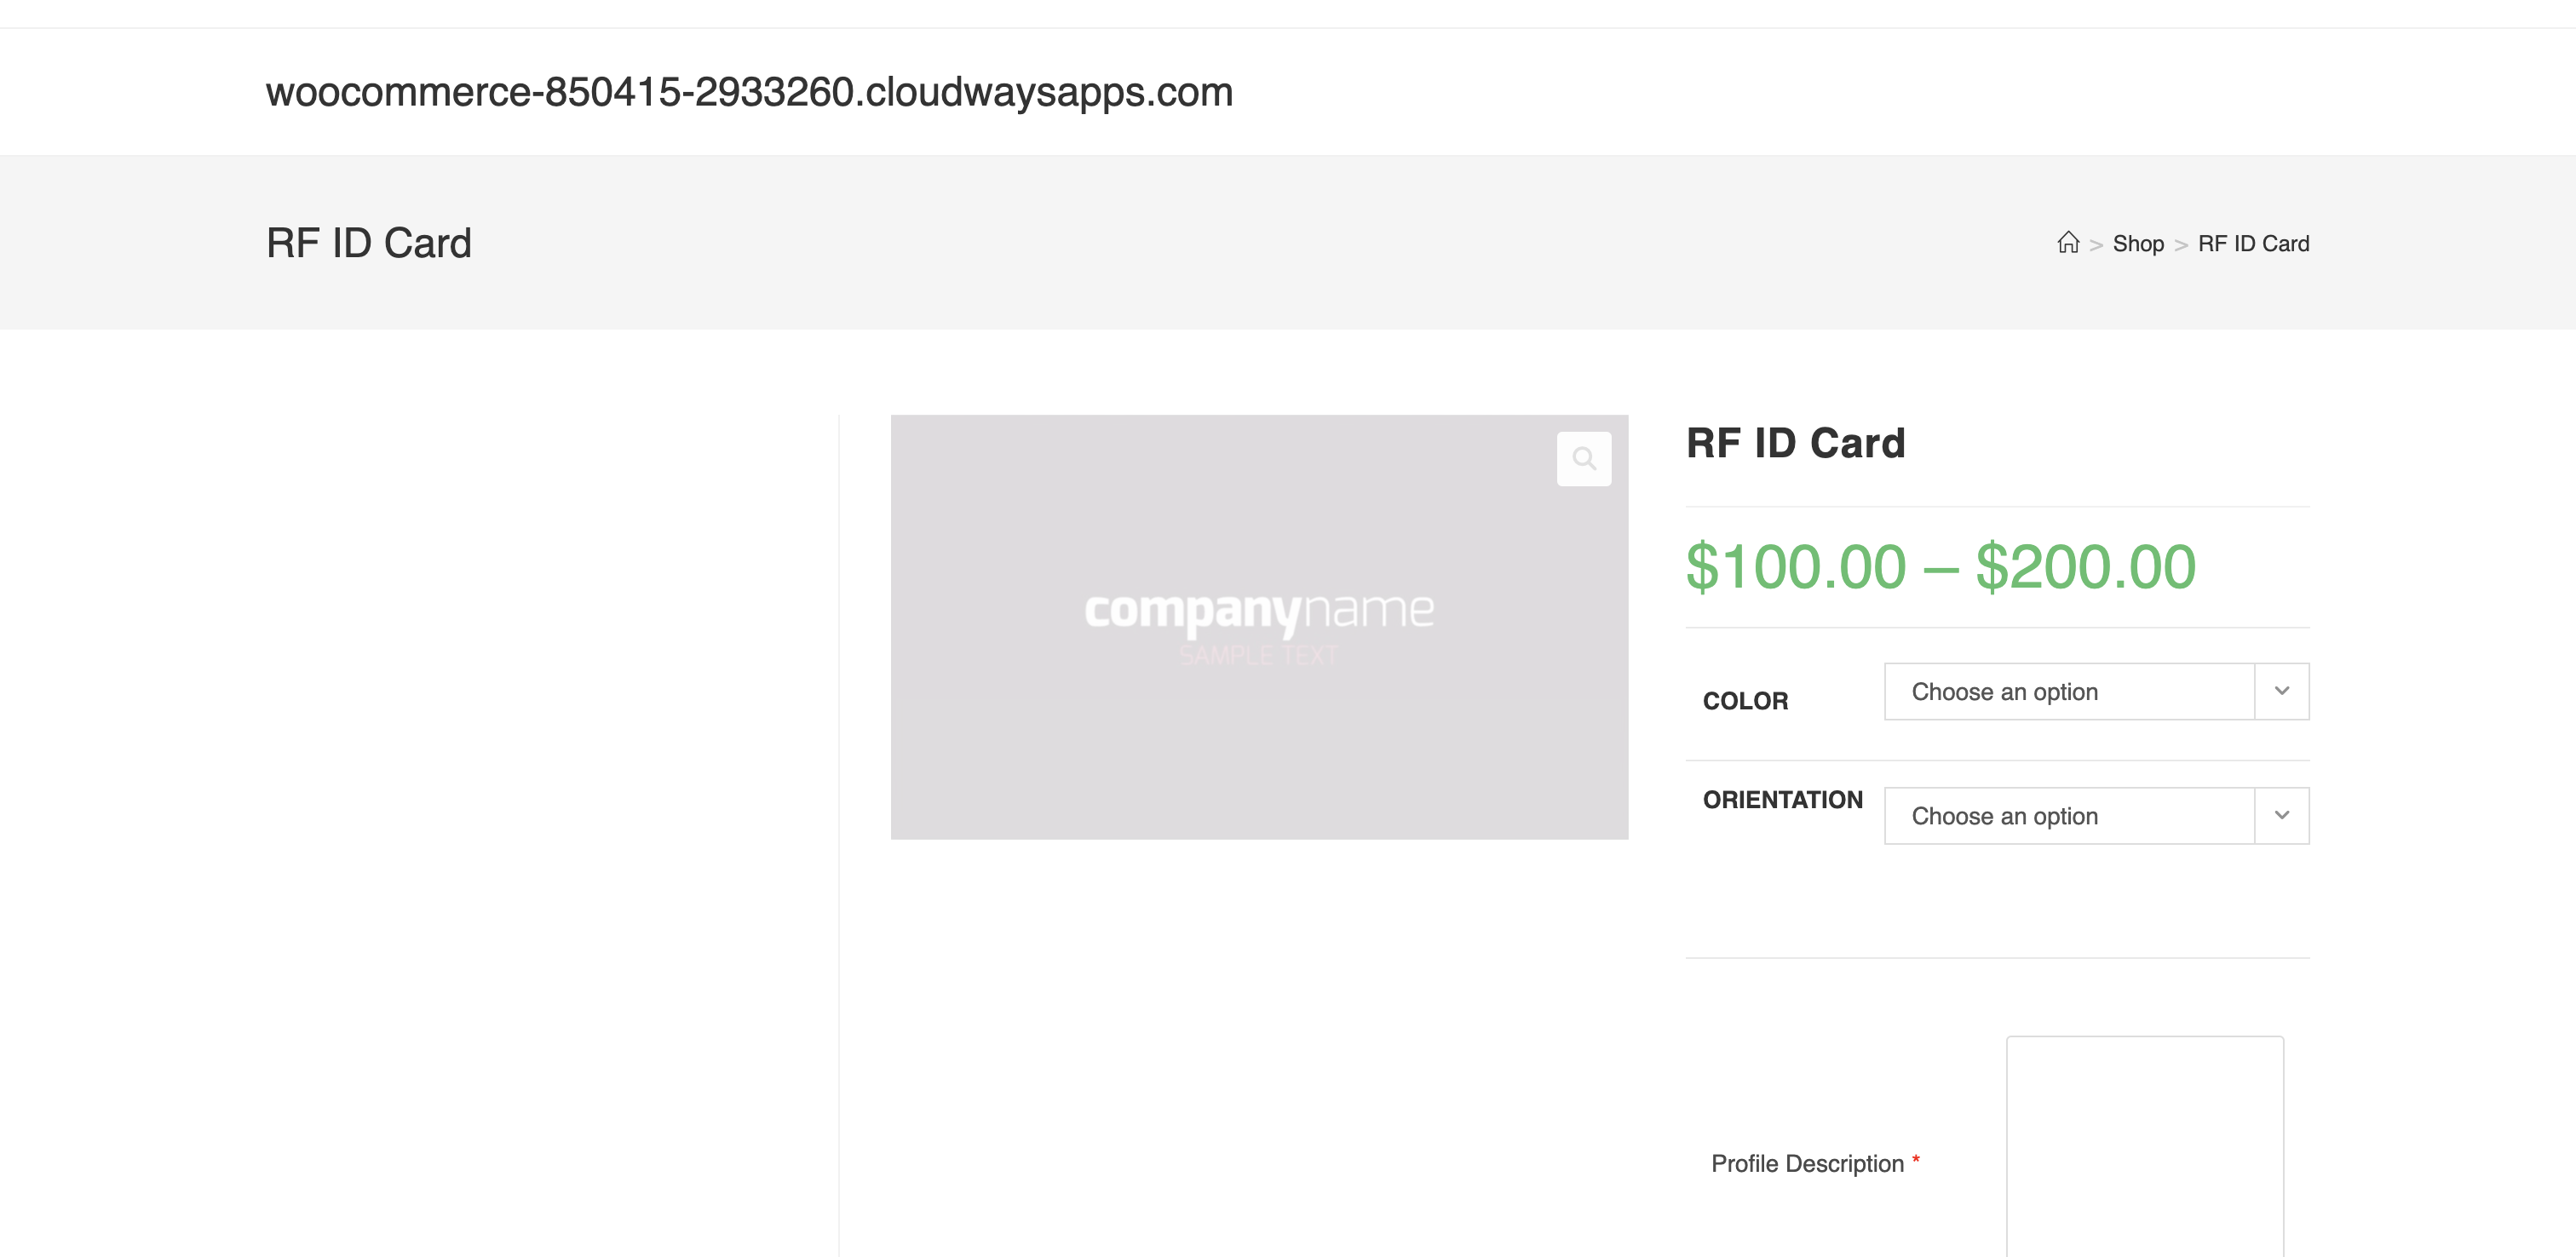 woocommerce-850415-2933260.cloudwaysapps.com
RF ID Card
> Shop > RF ID Card
companyname
SAMPLE TEXT
RF ID Card
$100.00 – $200.00
COLOR
Choose an option
ORIENTATION
Choose an option
Profile Description *